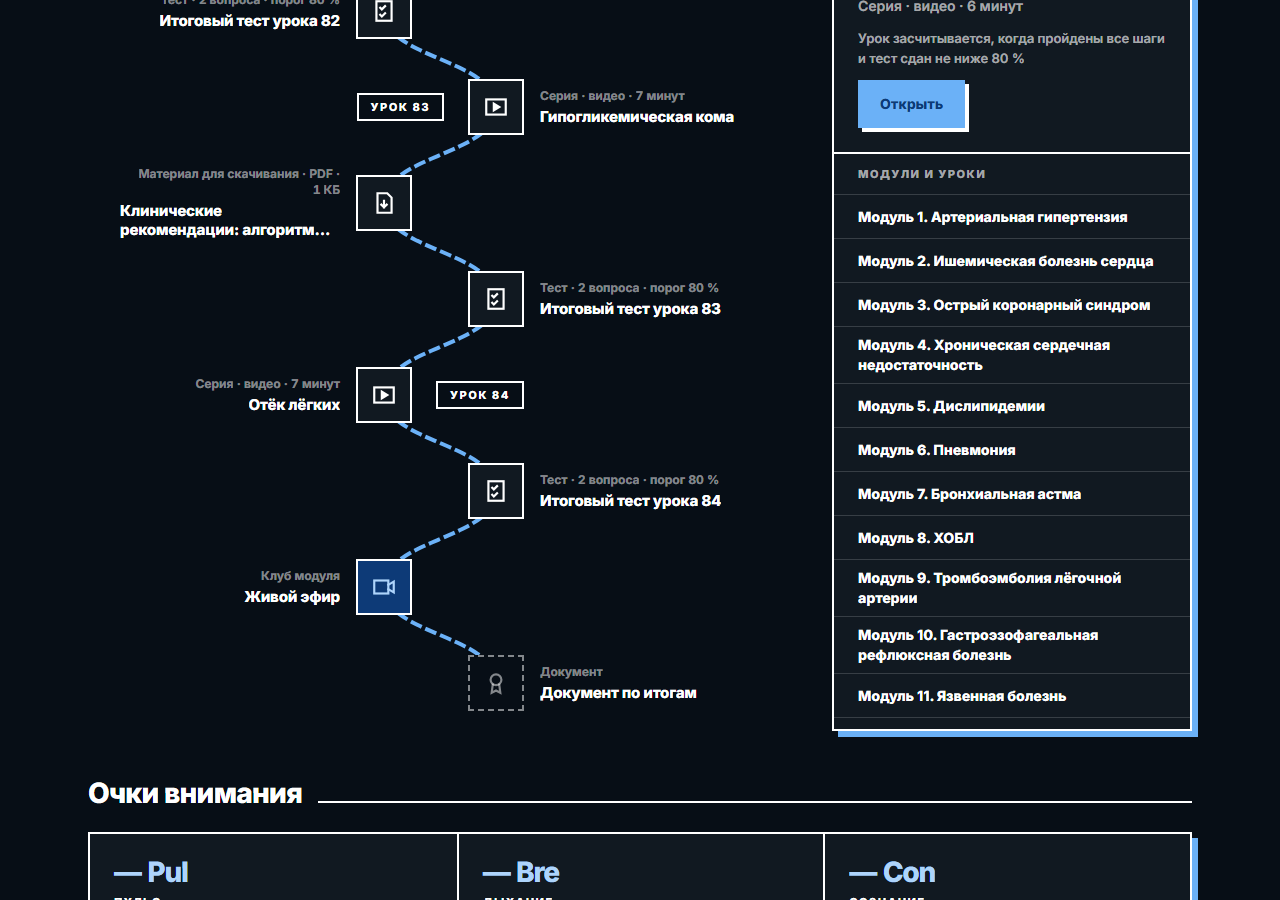 Тест · 2 вопроса · порог 80 %
Итоговый тест урока 82
УРОК 83
Серия · видео · 7 минут
Гипогликемическая кома
Материал для скачивания · PDF ·
1 КБ
Клинические
рекомендации: алгоритм…
Тест · 2 вопроса · порог 80 %
Итоговый тест урока 83
Серия · видео · 7 минут
Отёк лёгких
УРОК 84
Тест · 2 вопроса · порог 80 %
Итоговый тест урока 84
Клуб модуля
Живой эфир
Документ
Документ по итогам
Серия · видео · 6 минут
Урок засчитывается, когда пройдены все шаги
и тест сдан не ниже 80 %
Открыть
МОДУЛИ И УРОКИ
Модуль 1. Артериальная гипертензия
Модуль 2. Ишемическая болезнь сердца
Модуль 3. Острый коронарный синдром
Модуль 4. Хроническая сердечная
недостаточность
Модуль 5. Дислипидемии
Модуль 6. Пневмония
Модуль 7. Бронхиальная астма
Модуль 8. ХОБЛ
Модуль 9. Тромбоэмболия лёгочной
артерии
Модуль 10. Гастроэзофагеальная
рефлюксная болезнь
Модуль 11. Язвенная болезнь
Очки внимания
— Pul
— Bre
— Con